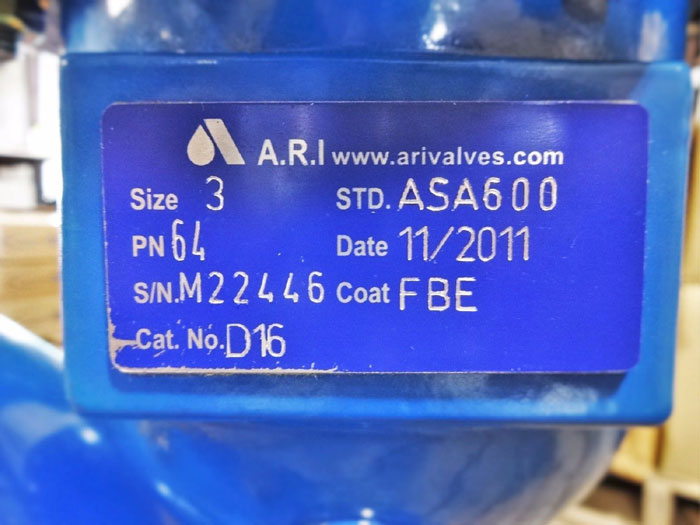 A.R.I www.arivalves.com
Size 3 STD. ASA600
PN 64 Date 11/2011
S/N. M22446 Coat FBE
Cat. No. D16